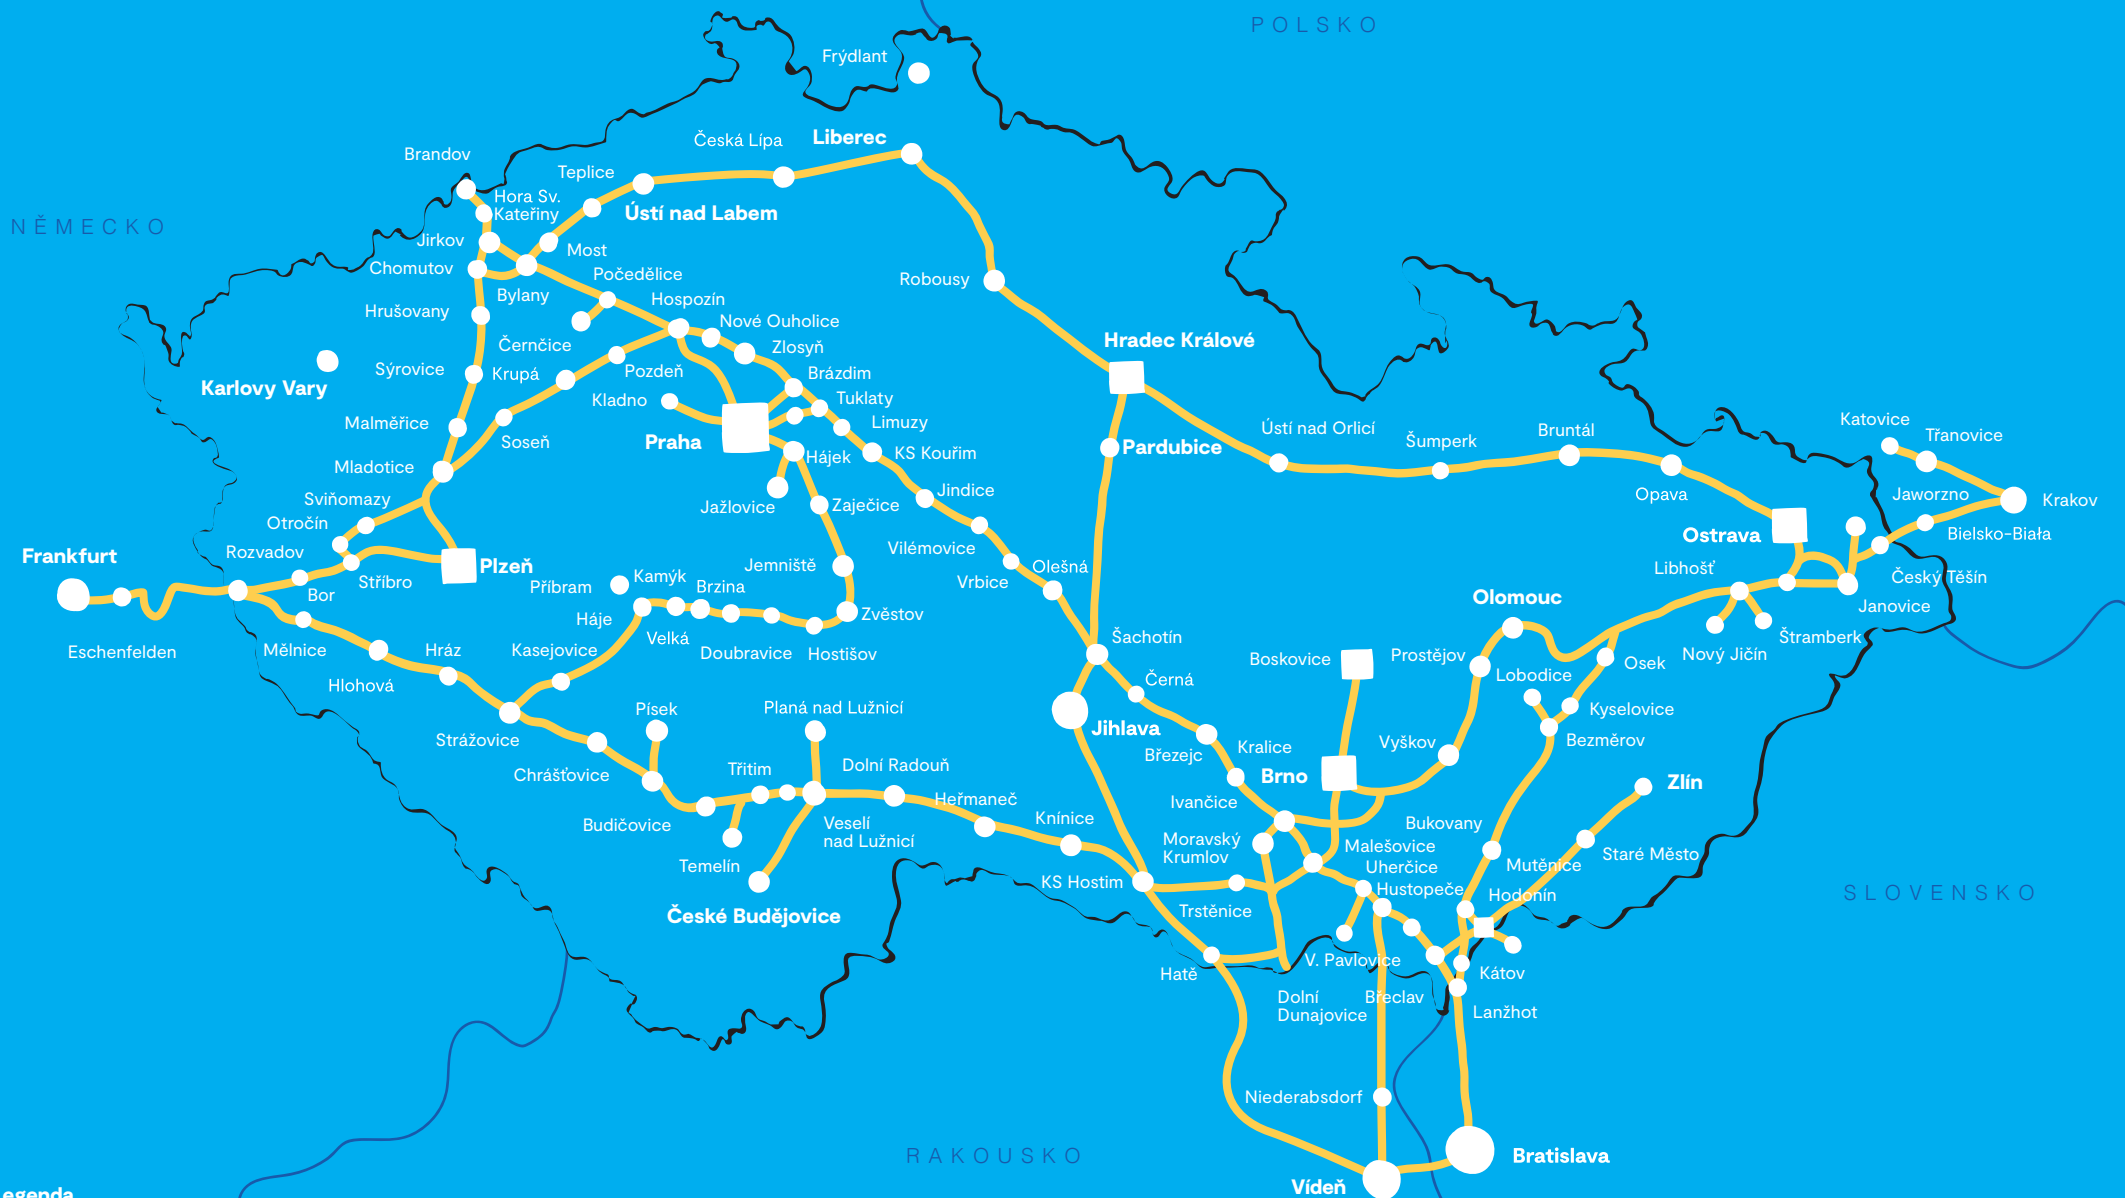 POLSKO
Frýdlant
Liberec
Česká Lípa
Brandov
Teplice
Hora Sv.
Kateřiny
Ústí nad Labem
NĚMECKO
Jirkov
Most
Chomutov
Počedělice
Robousy
Bylany
Hospozín
Hrušovany
Nové Ouholice
Hradec Králové
Černčice
Zlosyň
Sýrovice
Krupá
Pozdeň
Brázdim
Karlovy Vary
Kladno
Tuklaty
Malměřice
Limuzy
Katovice
Ústí nad Orlicí
Bruntál
Třanovice
Soseň
Praha
Šumperk
Pardubice
KS Kouřim
Hájek
Mladotice
Jindice
Opava
Jaworzno
Krakov
Sviňomazy
Jažlovice
Zaječice
Otročín
Ostrava
Bielsko-Biała
Rozvadov
Vilémovice
Frankfurt
Plzeň
Jemniště
Olešná
Libhošť
Český Těšín
Stříbro
Příbram
Kamýk
Brzina
Vrbice
Bor
Olomouc
Janovice
Háje
Zvěstov
Velká
Šachotín
Štramberk
Eschenfelden
Mělnice
Hráz
Kasejovice
Doubravice
Hostišov
Boskovice
Prostějov
Nový Jičín
Osek
Lobodice
Hlohová
Černá
Písek
Planá nad Lužnicí
Kyselovice
Jihlava
Strážovice
Bezměrov
Březejc
Kralice
Vyškov
Chrášťovice
Třitim
Dolní Radouň
Brno
Zlín
Heřmaneč
Ivančice
Budičovice
Veselí
nad Lužnicí
Knínice
Bukovany
Moravský
Krumlov
Malešovice
Staré Město
Temelín
Uherčice
Mutěnice
KS Hostim
Hustopeče
Hodonín
SLOVENSKO
České Budějovice
Trstěnice
V. Pavlovice
Hatě
Kátov
Dolní
Dunajovice
Břeclav
Lanžhot
Niederabsdorf
RAKOUSKO
Bratislava
Vídeň
egenda